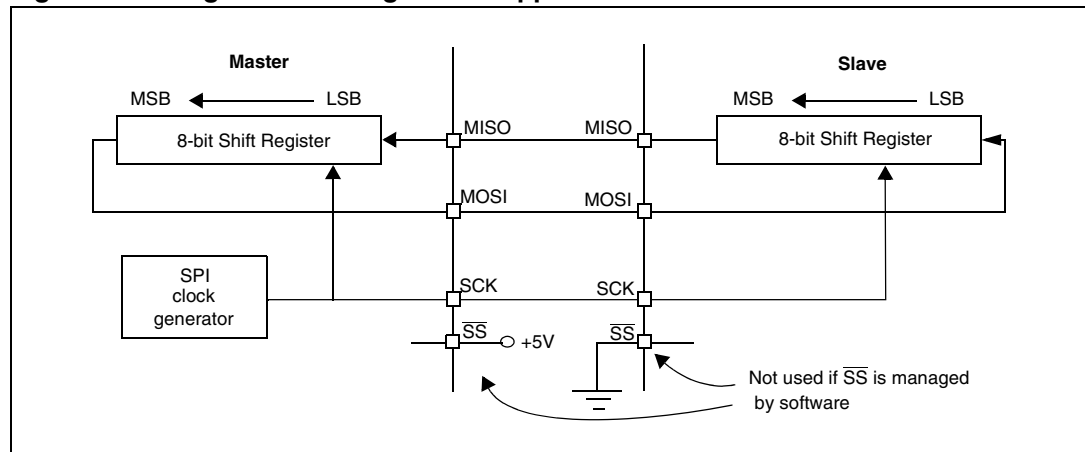 Master
Slave
MSB
LSB
MSB
LSB
8-bit Shift Register
MISO
MISO
8-bit Shift Register
MOSI
MOSI
SPI
clock
generator
SCK
SCK
SS
+5V
SS
Not used if SS is managed
by software